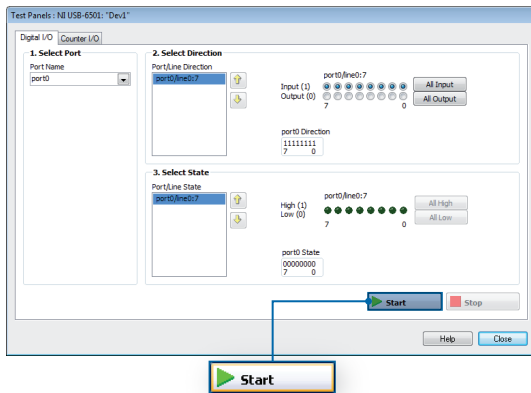 Test Panels : NI USB-6501: "Dev1"
Digital I/O Counter I/O
1. Select Port
Port Name
port0
2. Select Direction
Port/Line Direction
port0/line0:7
port0/line0:7
Input (1)
Output (0)
7 0
All Input
All Output
port0 Direction
11111111
7 0
3. Select State
Port/Line State
port0/line0:7
port0/line0:7
High (1)
Low (0)
7 0
All High
All Low
port0 State
00000000
7 0
Start Stop
Help Close
Start